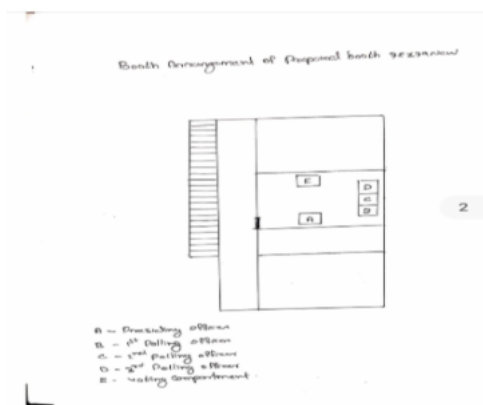 Booth Arrangement of Proposed booth
E
D
C
B
A
2
A - Presiding officer
B - 1st Polling officer
C - 2nd Polling officer
D - 3rd Polling officer
E - Voting Compartment.